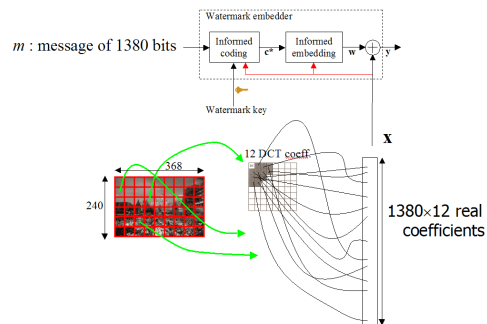 Watermark embedder
m : message of 1380 bits
Informed
coding
c*
Informed
embedding
w
y
Watermark key
x
12 DCT coeff.
368
240
1380×12 real
coefficients